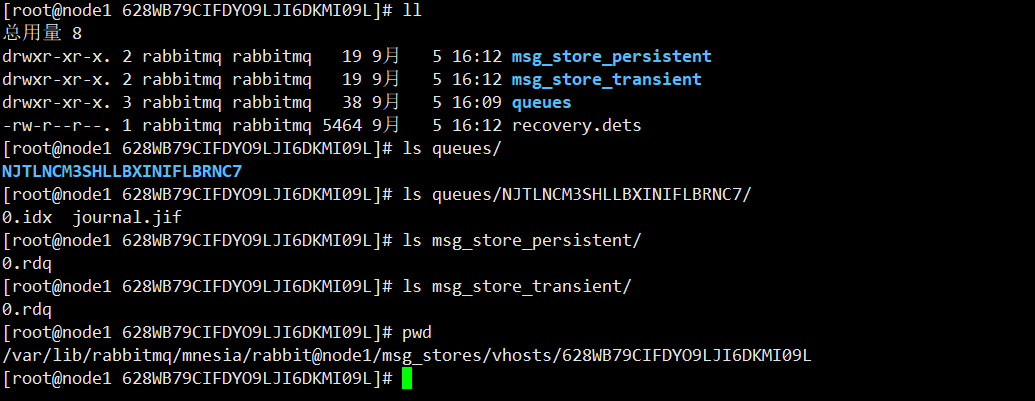 [root@node1 628WB79CIFDYO9LJI6DKMI09L]# ll
总用量 8
drwxr-xr-x. 2 rabbitmq rabbitmq   19 9月   5 16:12 msg_store_persistent
drwxr-xr-x. 2 rabbitmq rabbitmq   19 9月   5 16:12 msg_store_transient
drwxr-xr-x. 3 rabbitmq rabbitmq   38 9月   5 16:09 queues
-rw-r--r--. 1 rabbitmq rabbitmq 5464 9月   5 16:12 recovery.dets
[root@node1 628WB79CIFDYO9LJI6DKMI09L]# ls queues/
NJTLNCM3SHLLBXINIFLBRNC7
[root@node1 628WB79CIFDYO9LJI6DKMI09L]# ls queues/NJTLNCM3SHLLBXINIFLBRNC7/
0.idx  journal.jif
[root@node1 628WB79CIFDYO9LJI6DKMI09L]# ls msg_store_persistent/
0.rdq
[root@node1 628WB79CIFDYO9LJI6DKMI09L]# ls msg_store_transient/
0.rdq
[root@node1 628WB79CIFDYO9LJI6DKMI09L]# pwd
/var/lib/rabbitmq/mnesia/rabbit@node1/msg_stores/vhosts/628WB79CIFDYO9LJI6DKMI09L
[root@node1 628WB79CIFDYO9LJI6DKMI09L]#